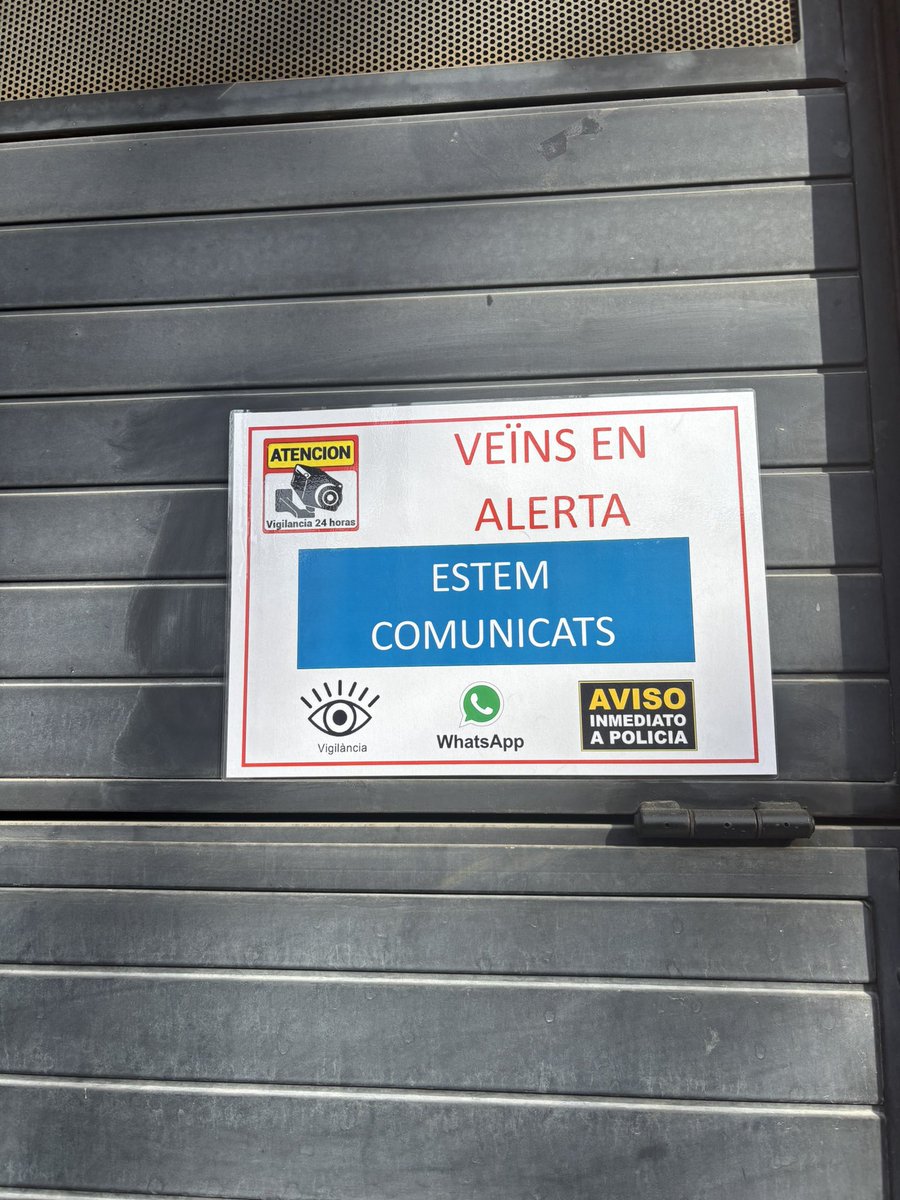 ATENCION
Vigilancia 24 horas
VEÏNS EN
ALERTA
ESTEM
COMUNICATS
Vigilància
WhatsApp
AVISO
INMEDIATO
A POLICIA